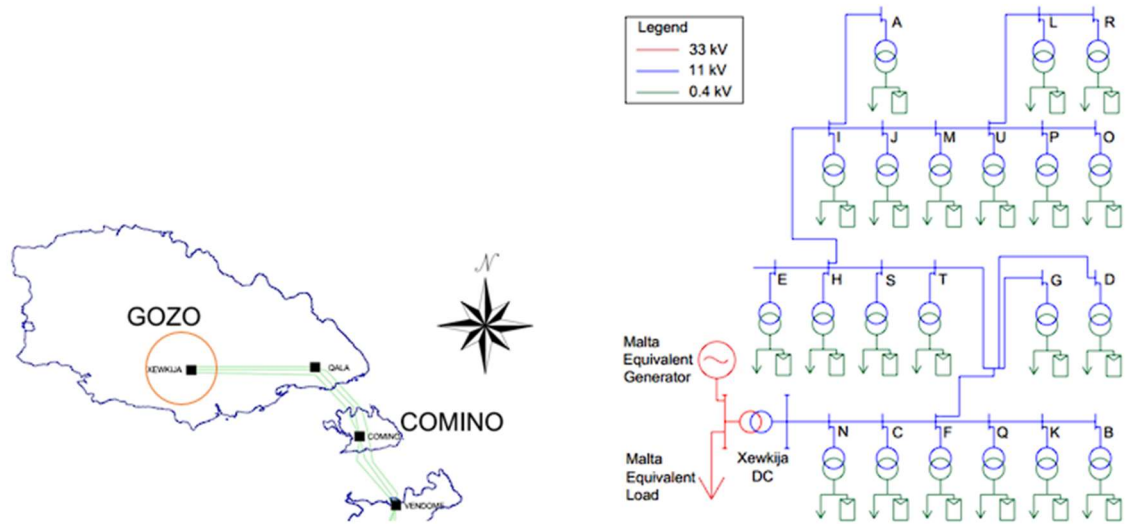 GOZO
XEWKIJA
QALA
N
COMINO
COMINO
VENDOME
Legend
33 kV
11 kV
0.4 kV
A
L
R
I
J
M
U
P
O
E
H
S
T
G
D
Malta
Equivalent
Generator
Malta
Equivalent
Load
Xewkija
DC
N
C
F
Q
K
B